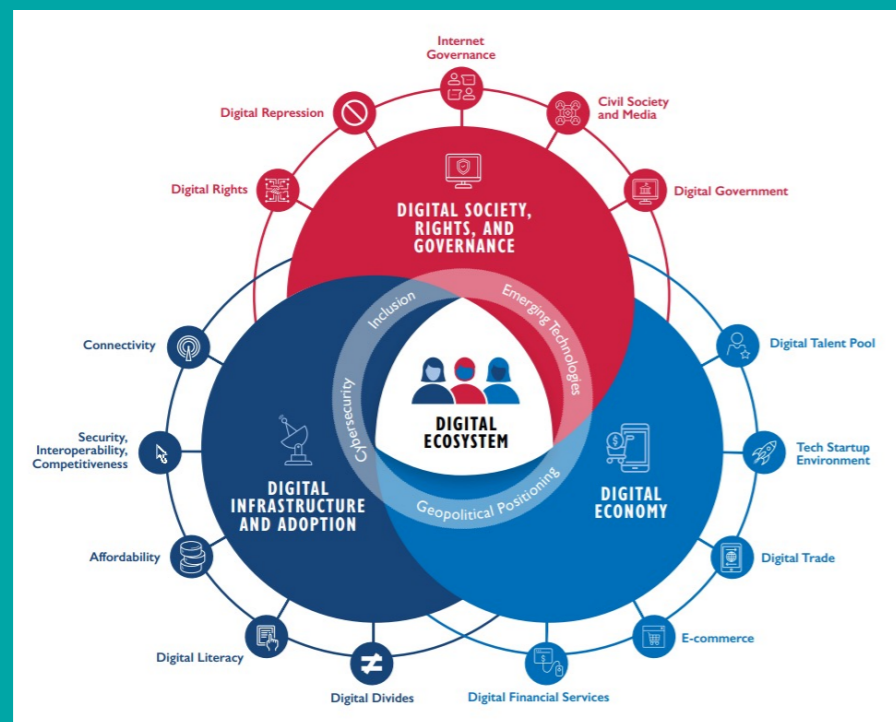 Internet
Governance
Digital Repression
Civil Society
and Media
Digital Rights
Digital Government
DIGITAL SOCIETY,
RIGHTS, AND
GOVERNANCE
Inclusion
Emerging Technologies
Cybersecurity
Geopolitical Positioning
DIGITAL
ECOSYSTEM
Connectivity
Security,
Interoperability,
Competitiveness
Affordability
Digital Literacy
Digital Divides
DIGITAL
INFRASTRUCTURE
AND ADOPTION
DIGITAL
ECONOMY
Digital Talent Pool
Tech Startup
Environment
Digital Trade
E-commerce
Digital Financial Services